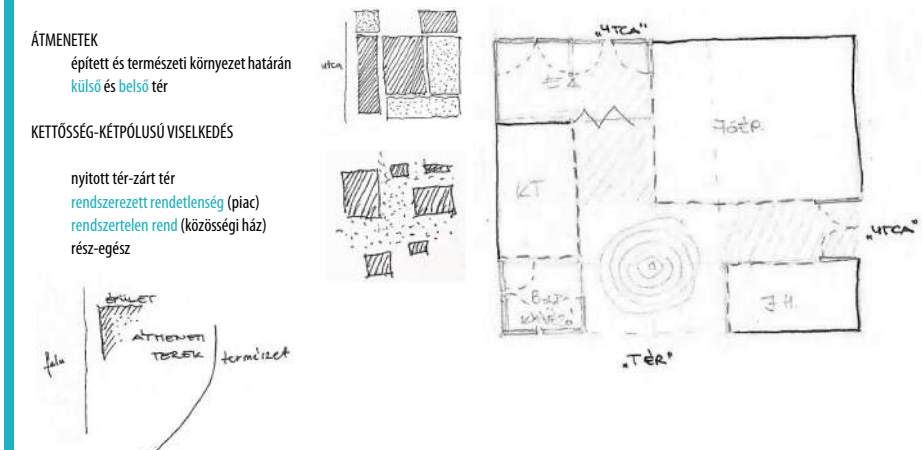 ÁTMENETEK
épített és természeti környezet határán
külső és belső tér
KETTŐSSÉG-KÉTPÓLUSÚ VISELKEDÉS
nyitott tér-zárt tér
rendszerezett rendetlenség (piac)
rendszertelen rend (közösségi ház)
rész-egész
falu
ÉPÜLET
ÁTMENETI
TEREK
természet
utca
„UTCA"
KT
„UTCA"
„TÉR"